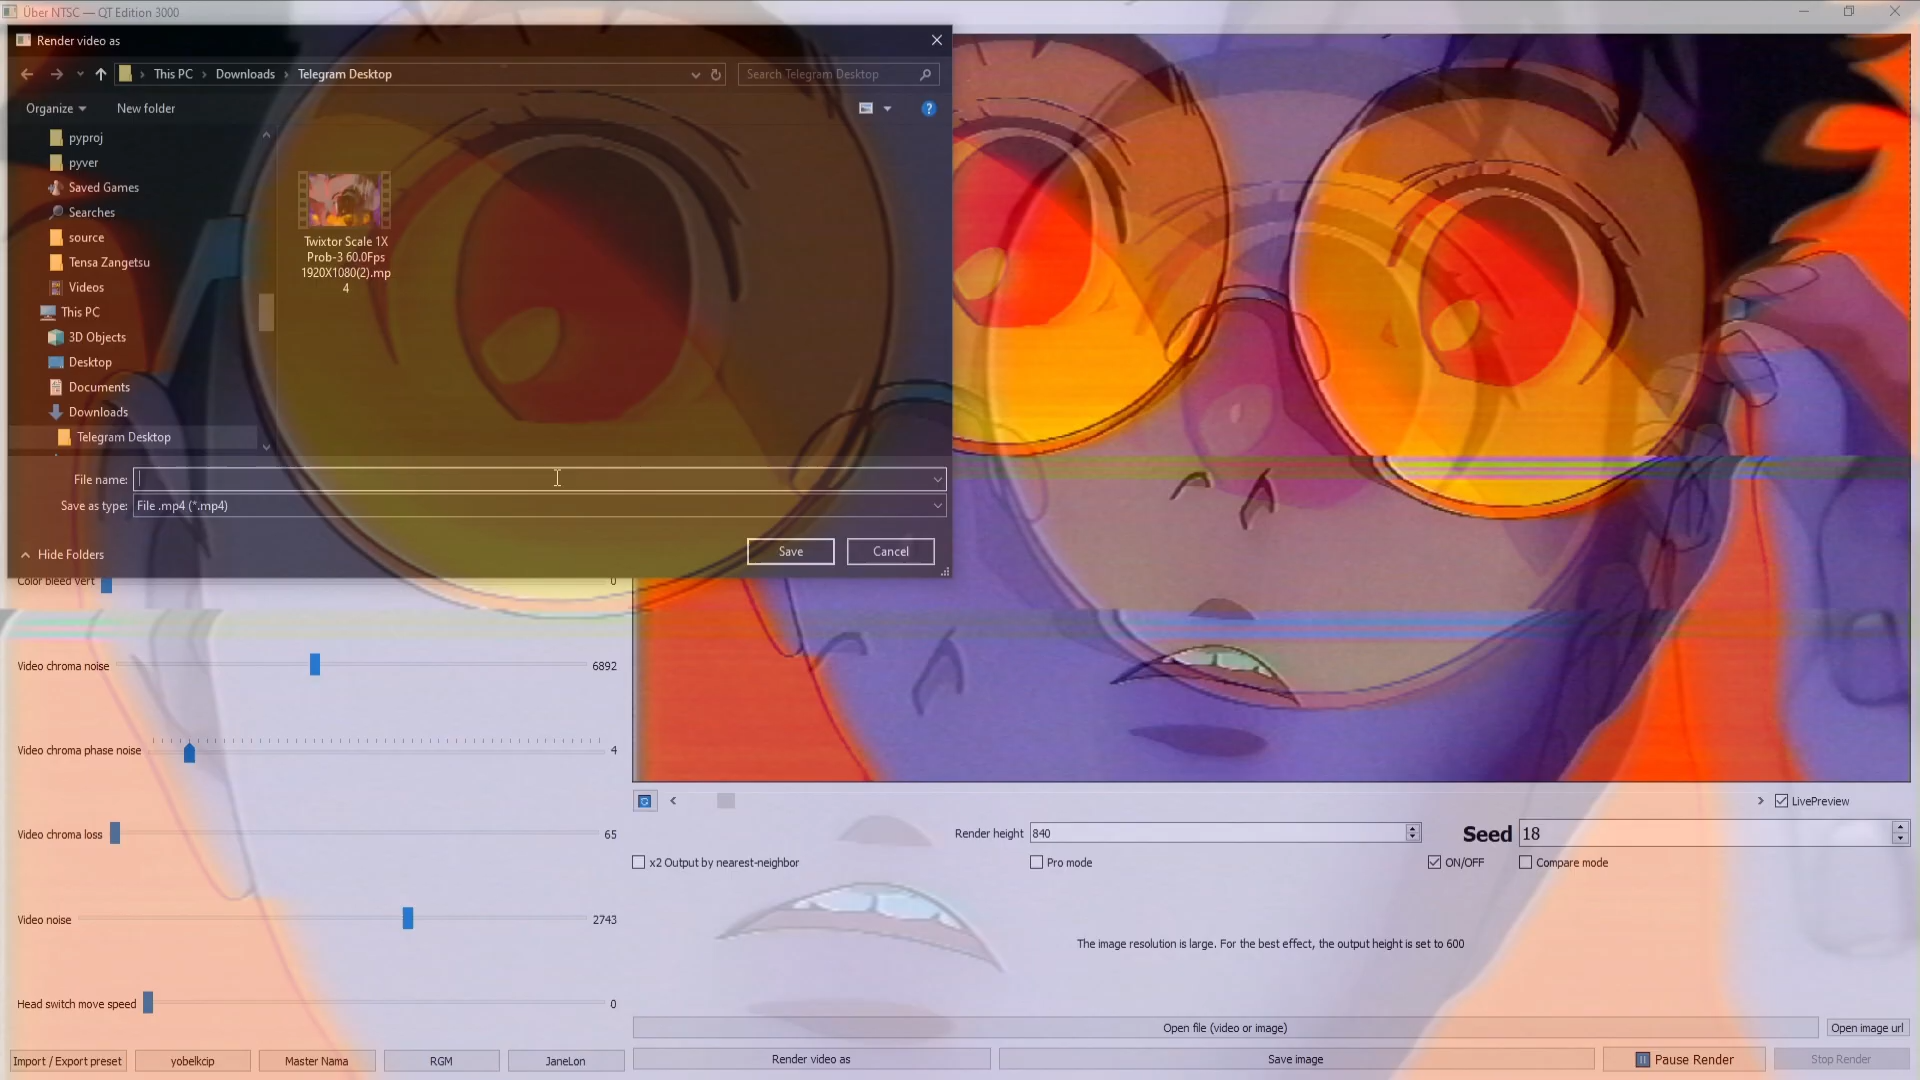 Über NTSC — QT Edition 3000
Render video as
This PC > Downloads > Telegram Desktop
Search Telegram Desktop
Organize
New folder
?
pyproj
pyver
Saved Games
Searches
source
Tensa Zangetsu
Videos
This PC
3D Objects
Desktop
Documents
Downloads
Telegram Desktop
Twixtor Scale 1X
Prob-3 60.0Fps
1920X1080(2).mp
4
File name:
Save as type: File .mp4 (*.mp4)
Hide Folders
Save
Cancel
Color bleed vert 0
Video chroma noise 6892
Video chroma phase noise 4
Video chroma loss 65
Video noise 2743
Head switch move speed 0
LivePreview
Render height 840
Seed 18
x2 Output by nearest-neighbor
Pro mode
ON/OFF
Compare mode
The image resolution is large. For the best effect, the output height is set to 600
Open file (video or image)
Open image url
Import / Export preset
yobelkcip
Master Nama
RGM
JaneLon
Render video as
Save image
Pause Render
Stop Render